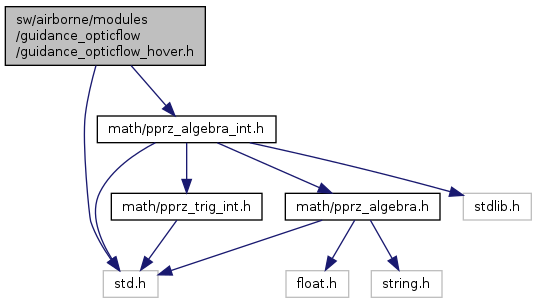 sw/airborne/modules
/guidance_opticflow
/guidance_opticflow_hover.h
math/pprz_algebra_int.h
math/pprz_trig_int.h
math/pprz_algebra.h
stdlib.h
std.h
float.h
string.h